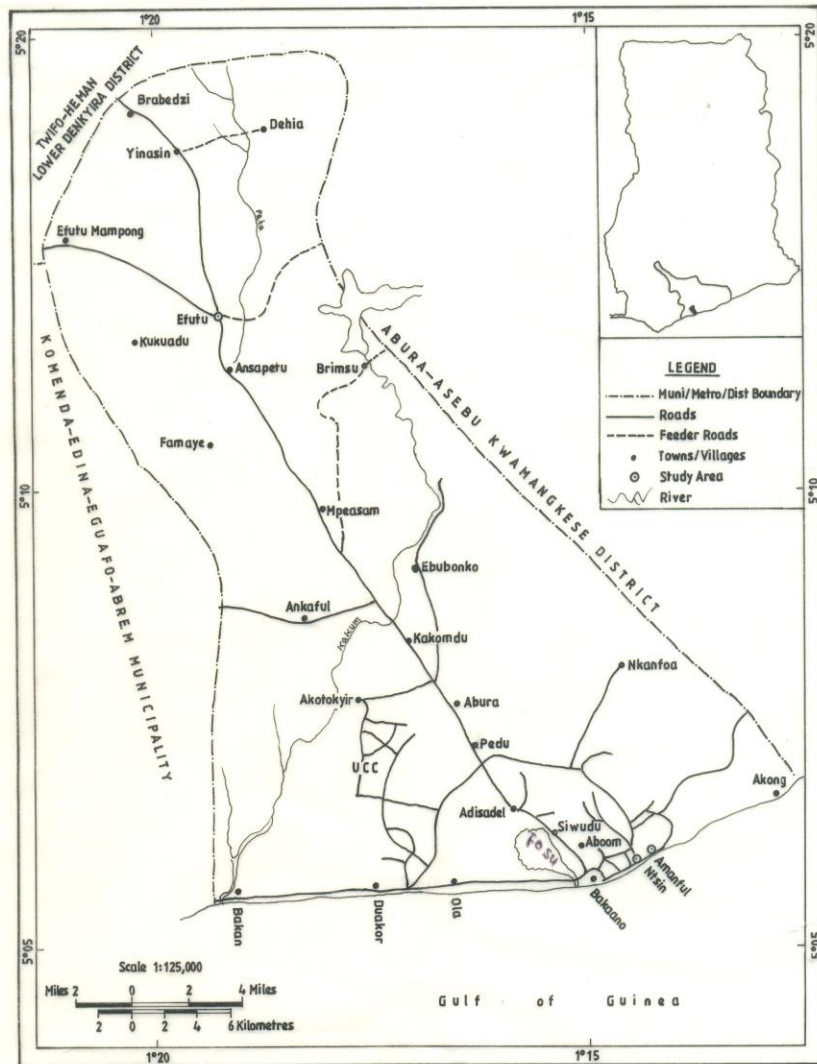 1°20
1°15
5°20
5°20
TWIFO-HEMAN
LOWER DENKYIRA DISTRICT
Brabedzi
Dehia
Yinasin
Efutu Mampong
Efutu
Kukuadu
Ansapetu
Brimsu
ABURA-ASEBU KWAMANGKESE DISTRICT
KOMENDA-EDINA-EGUAFO-ABREM MUNICIPALITY
Famaye
LEGEND
Muni/Metro/Dist Boundary
Roads
Feeder Roads
Towns/Villages
Study Area
River
5°10
5°10
Mpeasam
Ebubonko
Ankaful
Kakum
Kakomdu
Nkanfoa
Akotokyir
Abura
Pedu
UCC
Akong
Adisadel
Siwudu
Fosu
Aboom
Amanful
Ntsin
Bakaano
Bakan
Duakor
Ola
5°05
5°05
Scale 1:125,000
Miles 2 0 2 4 Miles
2 0 2 4 6 Kilometres
Gulf of Guinea
1°20
1°15